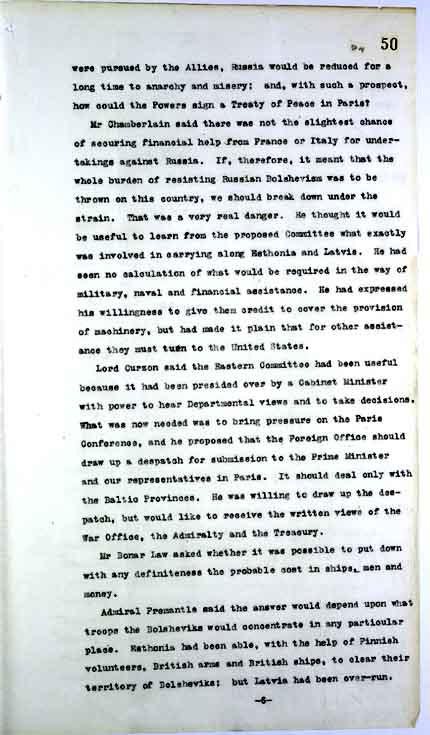 50
were pursued by the Allies, Russia would be reduced for a
long time to anarchy and misery: and, with such a prospect,
how could the Powers sign a Treaty of Peace in Paris?
Mr Chamberlain said there was not the slightest chance
of securing financial help from France or Italy for under-
takings against Russia. If, therefore, it meant that the
whole burden of resisting Russian Bolshevism was to be
thrown on this country, we should break down under the
strain. That was a very real danger. He thought it would
be useful to learn from the proposed Committee what exactly
was involved in carrying along Esthonia and Latvia. He had
seen no calculation of what would be required in the way of
military, naval and financial assistance. He had expressed
his willingness to give them credit to cover the provision
of machinery, but had made it plain that for other assist-
ance they must turn to the United States.
Lord Curzon said the Eastern Committee had been useful
because it had been presided over by a Cabinet Minister
with power to hear Departmental views and to take decisions.
What was now needed was to bring pressure on the Paris
Conference, and he proposed that the Foreign Office should
draw up a despatch for submission to the Prime Minister
and our representatives in Paris. It should deal only with
the Baltic Provinces. He was willing to draw up the des-
patch, but would like to receive the written views of the
War Office, the Admiralty and the Treasury.
Mr Bonar Law asked whether it was possible to put down
with any definiteness the probable cost in ships, men and
money.
Admiral Fremantle said the answer would depend upon what
troops the Bolsheviks would concentrate in any particular
place. Esthonia had been able, with the help of Finnish
volunteers, British arms and British ships, to clear their
territory of Bolsheviks; but Latvia had been over-run.
-6-